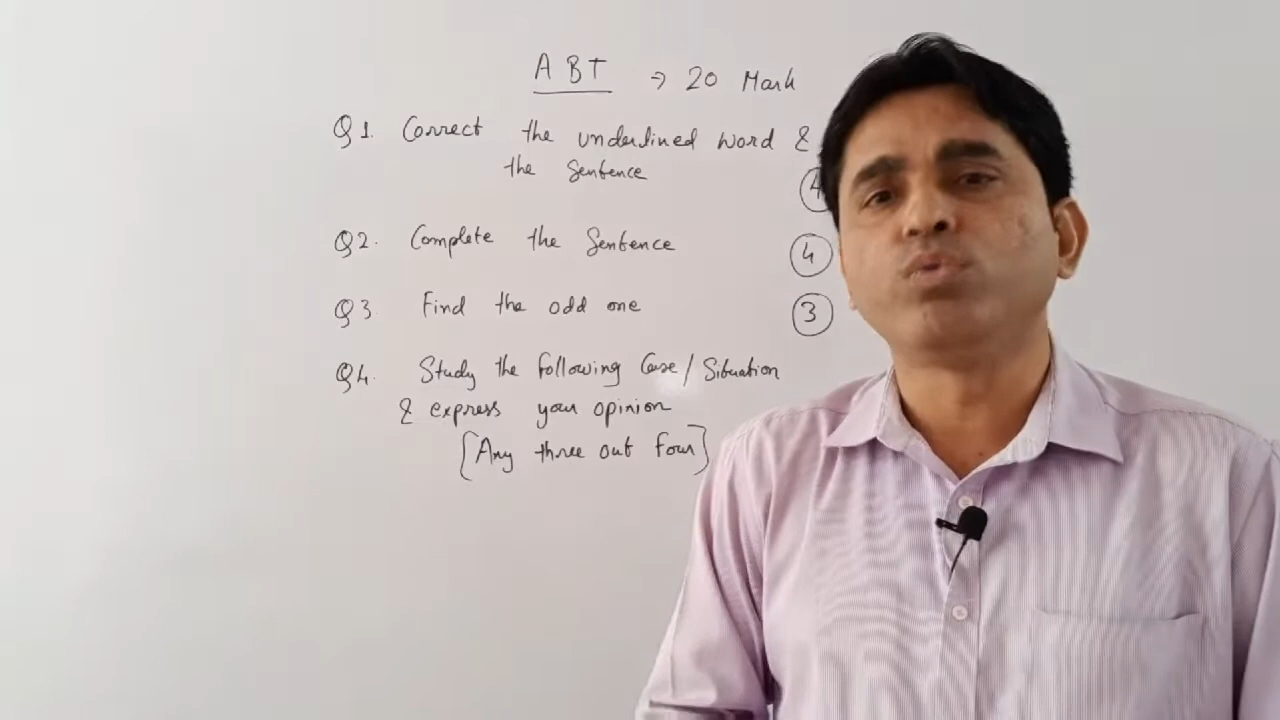 ABT → 20 Mark
Q1. Correct the underlined word &
the Sentence 4
Q2. Complete the Sentence 4
Q3 Find the odd one 3
Q4. Study the following Case/Situation
& express your opinion
[Any three out four]